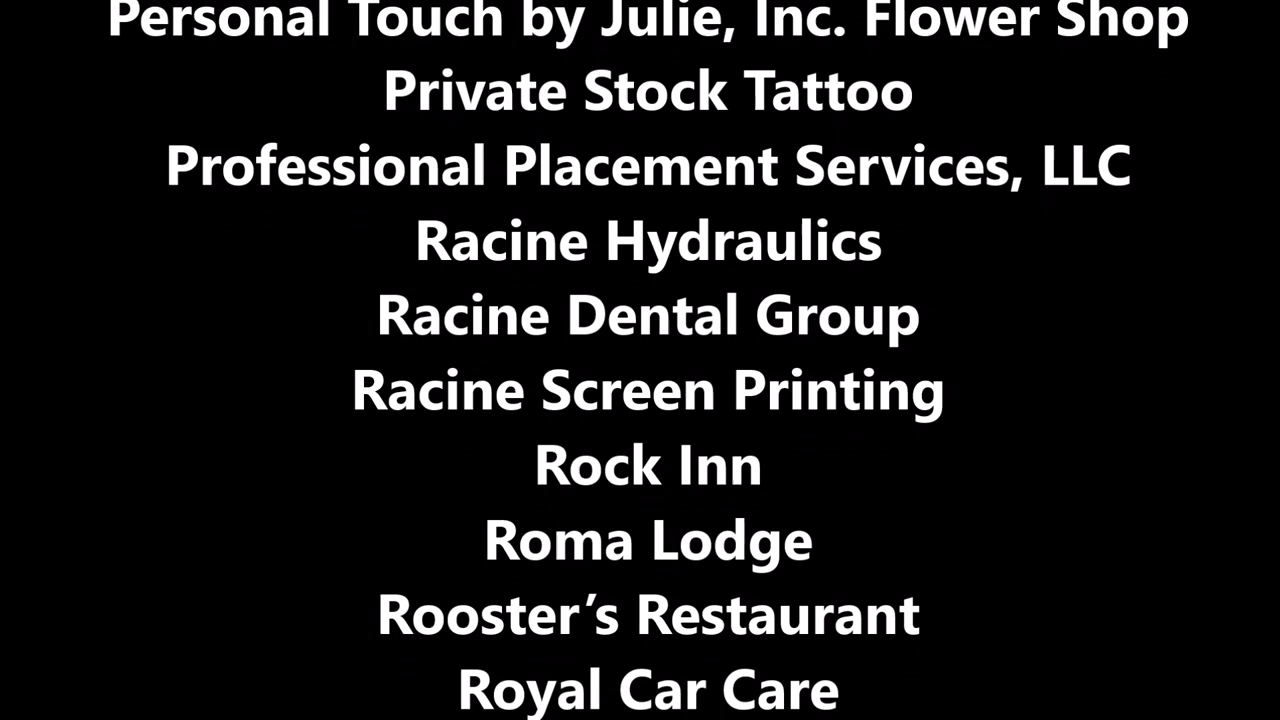 Personal Touch by Julie, Inc. Flower Shop
Private Stock Tattoo
Professional Placement Services, LLC
Racine Hydraulics
Racine Dental Group
Racine Screen Printing
Rock Inn
Roma Lodge
Rooster’s Restaurant
Royal Car Care